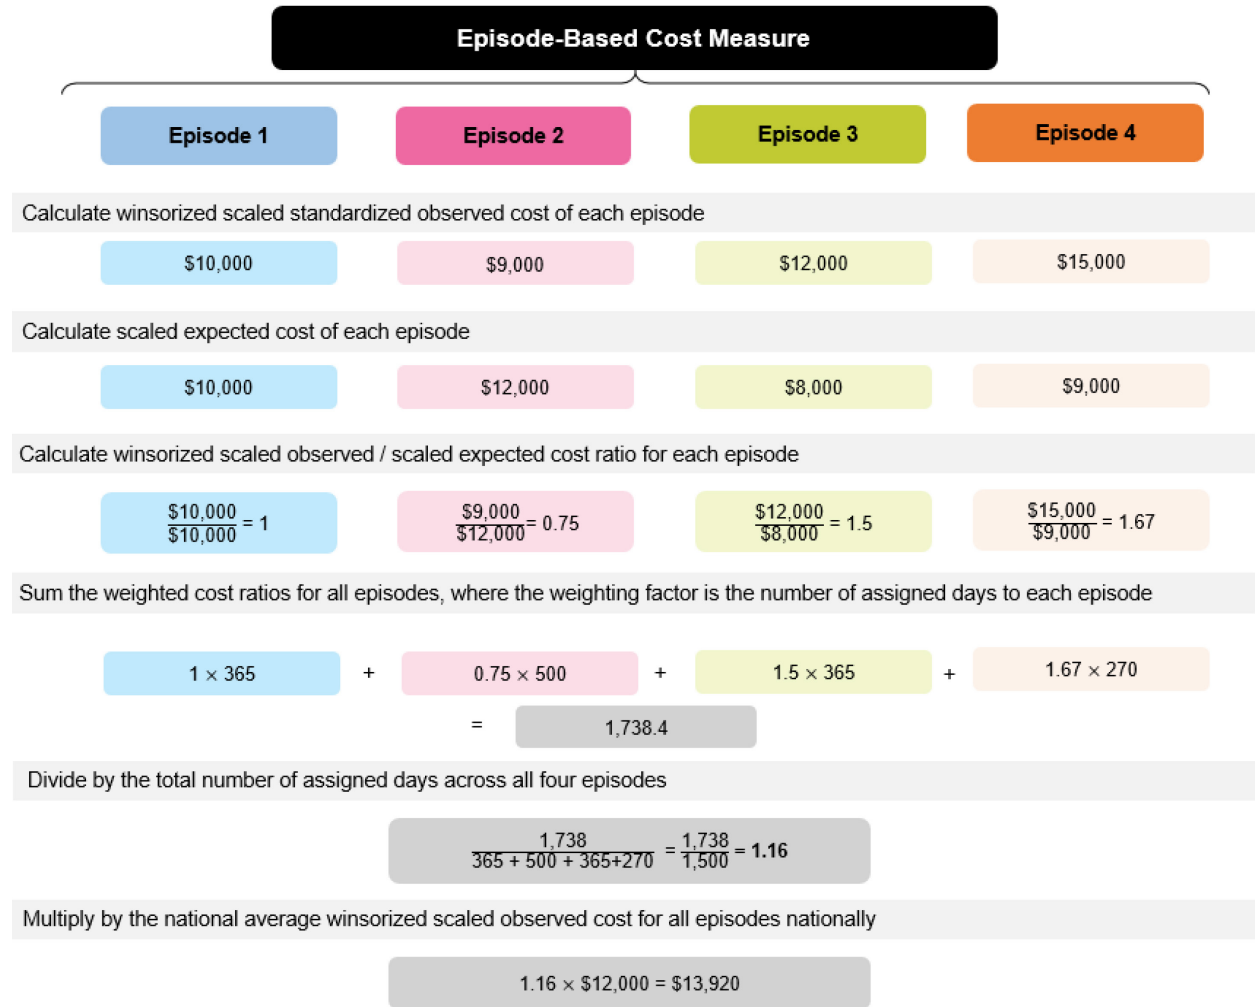 Episode-Based Cost Measure
Episode 1 Episode 2 Episode 3 Episode 4
Calculate winsorized scaled standardized observed cost of each episode
$10,000 $9,000 $12,000 $15,000
Calculate scaled expected cost of each episode
$10,000 $12,000 $8,000 $9,000
Calculate winsorized scaled observed / scaled expected cost ratio for each episode
$10,000 $9,000 $12,000 $15,000
= 1 = 0.75 = 1.5 = 1.67
$10,000 $12,000 $8,000 $9,000
Sum the weighted cost ratios for all episodes, where the weighting factor is the number of assigned days to each episode
1 × 365 + 0.75 × 500 + 1.5 × 365 + 1.67 × 270
= 1,738.4
Divide by the total number of assigned days across all four episodes
1,738 1,738
= = 1.16
365 + 500 + 365+270 1,500
Multiply by the national average winsorized scaled observed cost for all episodes nationally
1.16 × $12,000 = $13,920